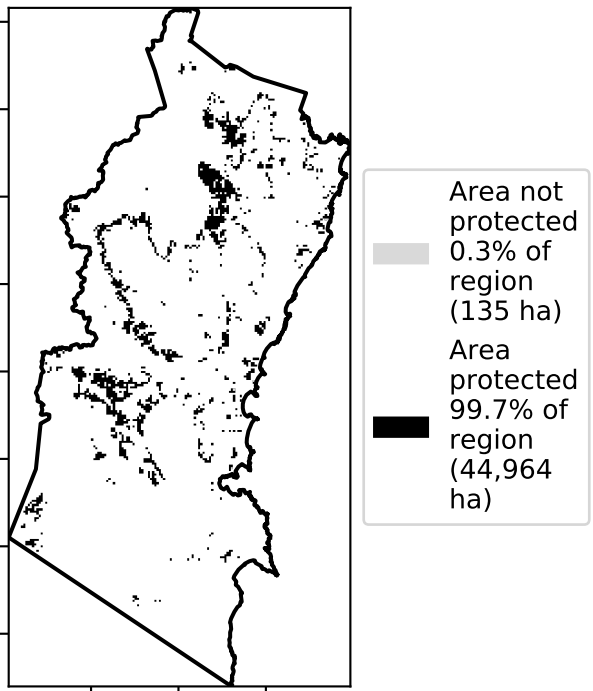 Area not
protected
0.3% of
region
(135 ha)
Area
protected
99.7% of
region
(44,964
ha)